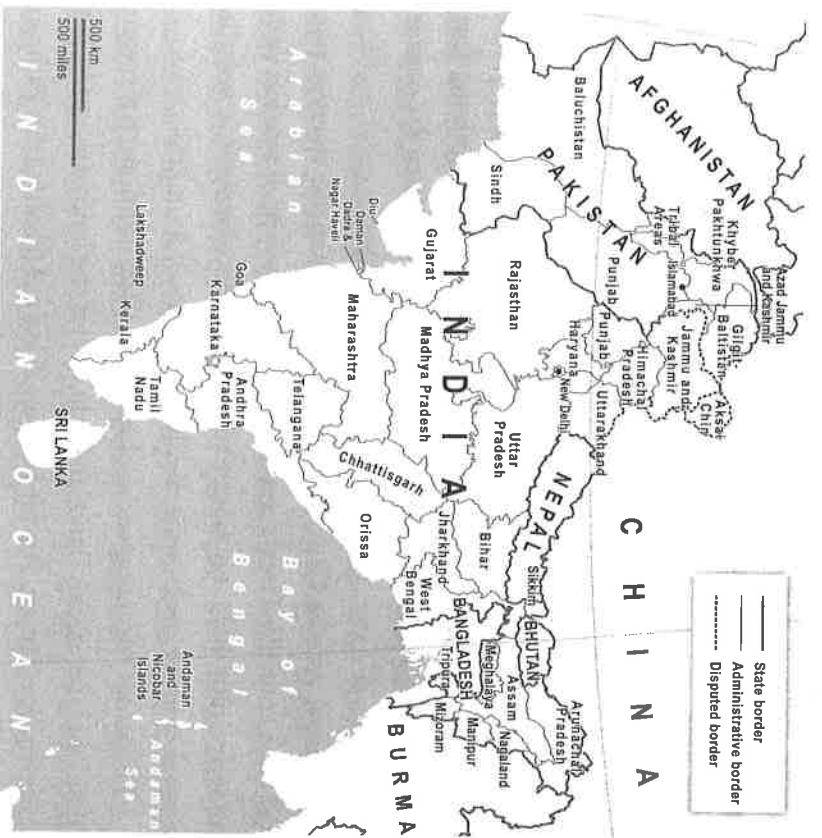 State border
Administrative border
Disputed border
AFGHANISTAN
Azad Jammu
and Kashmir
Gilgit
Baltistan
Khyber
Pakhtunkhwa
Aksai
Chin
Jammu and
Kashmir
Tribal
Areas
Islamabad
PAKISTAN
Baluchistan
Punjab
Punjab
Himachal
Pradesh
Haryana
New Delhi
Uttarakhand
Sindh
Rajasthan
Uttar
Pradesh
CHINA
NEPAL
Sikkim
BHUTAN
Arunachal
Pradesh
INDIA
Gujarat
Madhya Pradesh
Bihar
Jharkhand
West
Bengal
BANGLADESH
Meghalaya
Assam
Nagaland
Manipur
Mizoram
Tripura
BURMA
Diu
Daman
Dadra &
Nagar Haveli
Maharashtra
Chhattisgarh
Orissa
Telangana
Goa
Karnataka
Andhra
Pradesh
Arabian
Sea
Bay of
Bengal
Lakshadweep
Kerala
Tamil
Nadu
SRI LANKA
Andaman
and
Nicobar
Islands
Andaman
Sea
500 km
500 miles
INDIAN OCEAN